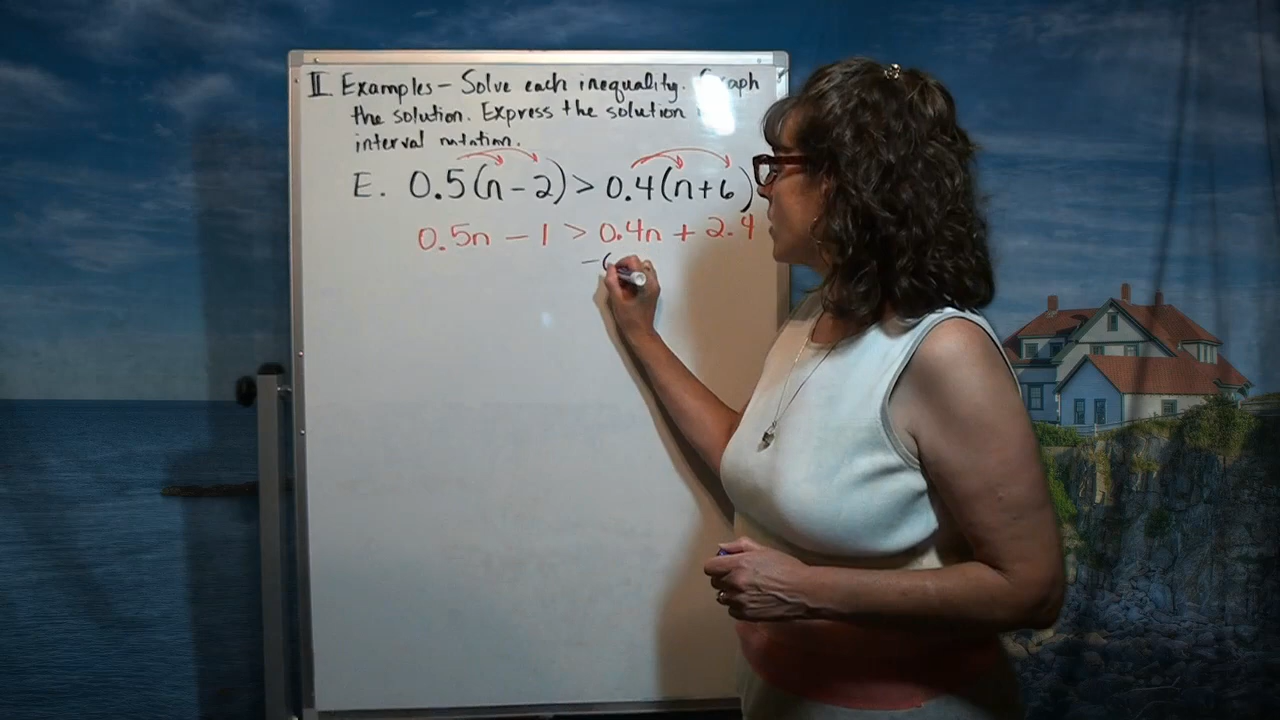 II. Examples - Solve each inequality. Graph
the solution. Express the solution
interval notation.
E. 0.5(n-2) > 0.4(n+6)
0.5n - 1 > 0.4n + 2.4